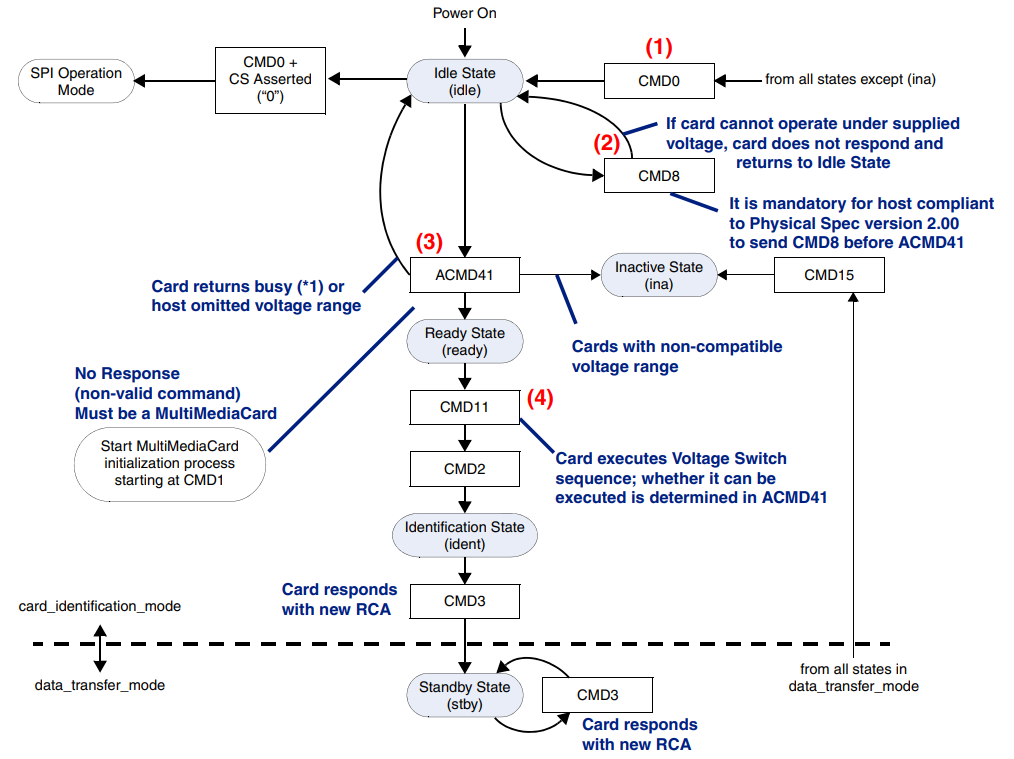 Power On
(1)
SPI Operation
Mode
CMD0 +
CS Asserted
(“0”)
Idle State
(idle)
CMD0
from all states except (ina)
If card cannot operate under supplied
voltage, card does not respond and
returns to Idle State
(2)
CMD8
It is mandatory for host compliant
to Physical Spec version 2.00
to send CMD8 before ACMD41
(3)
ACMD41
Inactive State
(ina)
CMD15
Card returns busy (*1) or
host omitted voltage range
Ready State
(ready)
Cards with non-compatible
voltage range
No Response
(non-valid command)
Must be a MultiMediaCard
CMD11
(4)
Start MultiMediaCard
initialization process
starting at CMD1
CMD2
Card executes Voltage Switch
sequence; whether it can be
executed is determined in ACMD41
Identification State
(ident)
Card responds
with new RCA
CMD3
card_identification_mode
data_transfer_mode
from all states in
data_transfer_mode
Standby State
(stby)
CMD3
Card responds
with new RCA